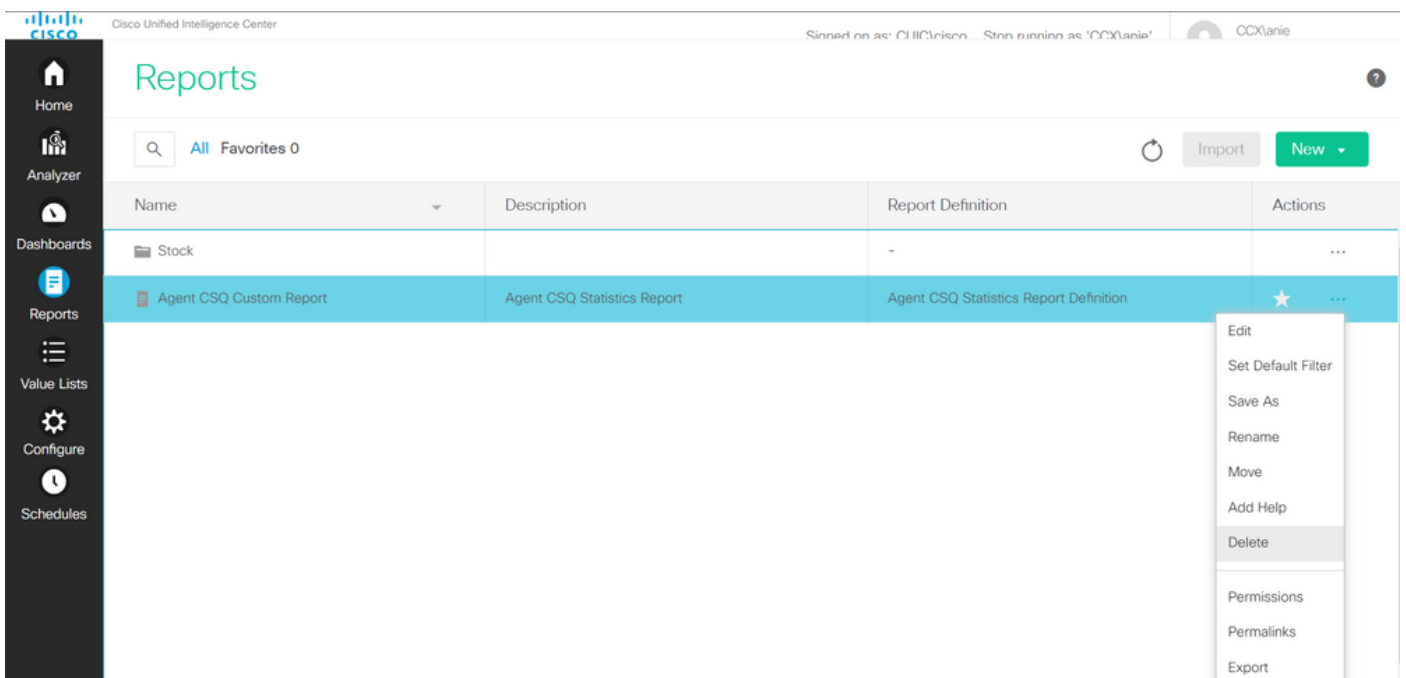 CISCO
Cisco Unified Intelligence Center
Signed on as: CUIC\cisco Stop running as 'CCX\anie'
CCX\anie
Home
Analyzer
Dashboards
Reports
Value Lists
Configure
Schedules
Reports
?
All Favorites 0
Import
New
Name Description Report Definition Actions
Stock - ...
Agent CSQ Custom Report Agent CSQ Statistics Report Agent CSQ Statistics Report Definition ...
Edit
Set Default Filter
Save As
Rename
Move
Add Help
Delete
Permissions
Permalinks
Export